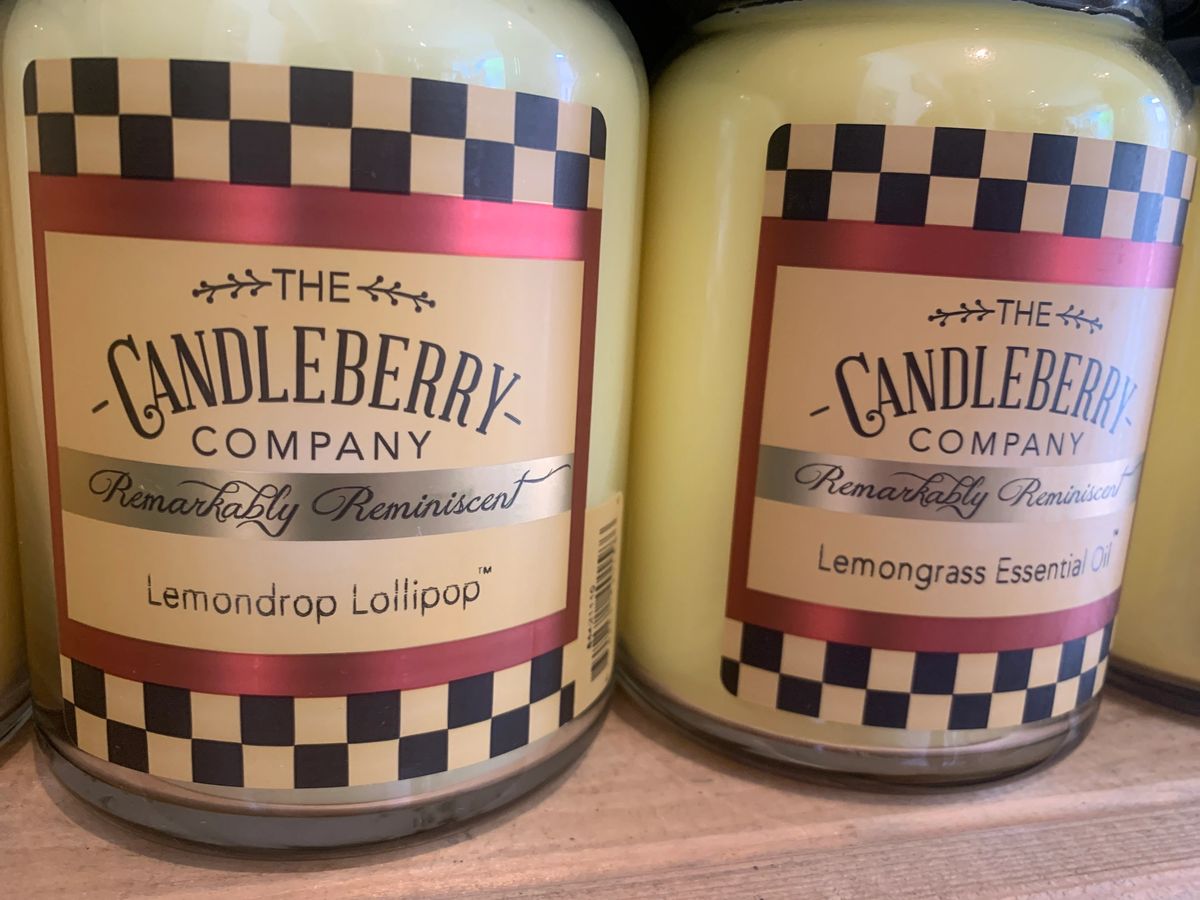 THE
-CANDLEBERRY-
COMPANY
Remarkably Reminiscent
Lemondrop Lollipop™
THE
-CANDLEBERRY-
COMPANY
Remarkably Reminiscent
Lemongrass Essential Oil™